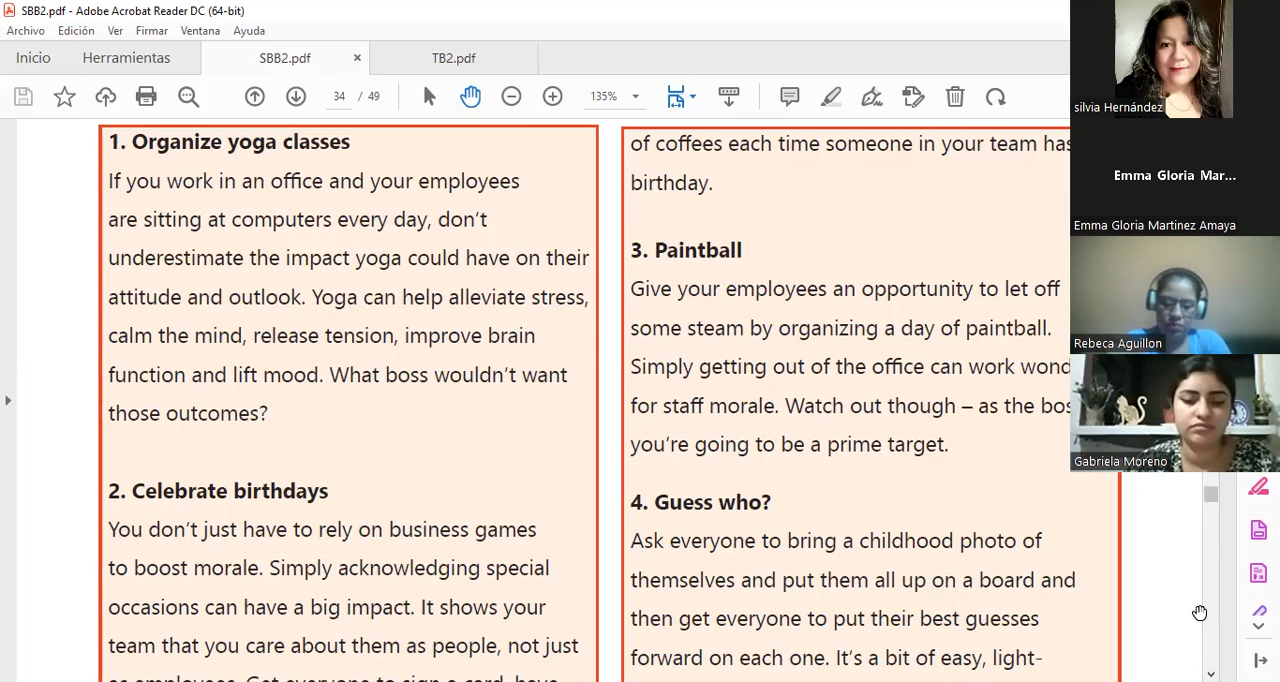 SBB2.pdf - Adobe Acrobat Reader DC (64-bit)
Archivo Edición Ver Firmar Ventana Ayuda
Inicio Herramientas SBB2.pdf × TB2.pdf
34 / 49 135%
1. Organize yoga classes
If you work in an office and your employees
are sitting at computers every day, don't
underestimate the impact yoga could have on their
attitude and outlook. Yoga can help alleviate stress,
calm the mind, release tension, improve brain
function and lift mood. What boss wouldn't want
those outcomes?
2. Celebrate birthdays
You don't just have to rely on business games
to boost morale. Simply acknowledging special
occasions can have a big impact. It shows your
team that you care about them as people, not just
as employees. Get everyone to sign a card, have
of coffees each time someone in your team has
birthday.
3. Paintball
Give your employees an opportunity to let off
some steam by organizing a day of paintball.
Simply getting out of the office can work wond
for staff morale. Watch out though – as the bos
you're going to be a prime target.
4. Guess who?
Ask everyone to bring a childhood photo of
themselves and put them all up on a board and
then get everyone to put their best guesses
forward on each one. It's a bit of easy, light-
silvia Hernández
Emma Gloria Mar...
Emma Gloria Martinez Amaya
Rebeca Aguillon
Gabriela Moreno